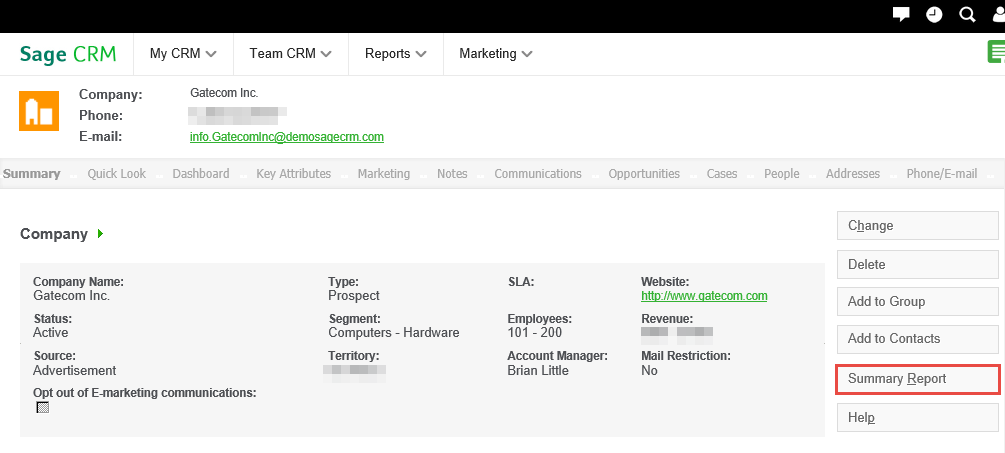 Sage CRM My CRM Team CRM Reports Marketing
Company: Gatecom Inc.
Phone:
E-mail: info.GatecomInc@demosagecrm.com
Summary Quick Look Dashboard Key Attributes Marketing Notes Communications Opportunities Cases People Addresses Phone/E-mail
Company
Change
Delete
Add to Group
Add to Contacts
Summary Report
Help
Company Name: Type: SLA: Website:
Gatecom Inc. Prospect http://www.gatecom.com
Status: Segment: Employees: Revenue:
Active Computers - Hardware 101 - 200
Source: Territory: Account Manager: Mail Restriction:
Advertisement Brian Little No
Opt out of E-marketing communications: